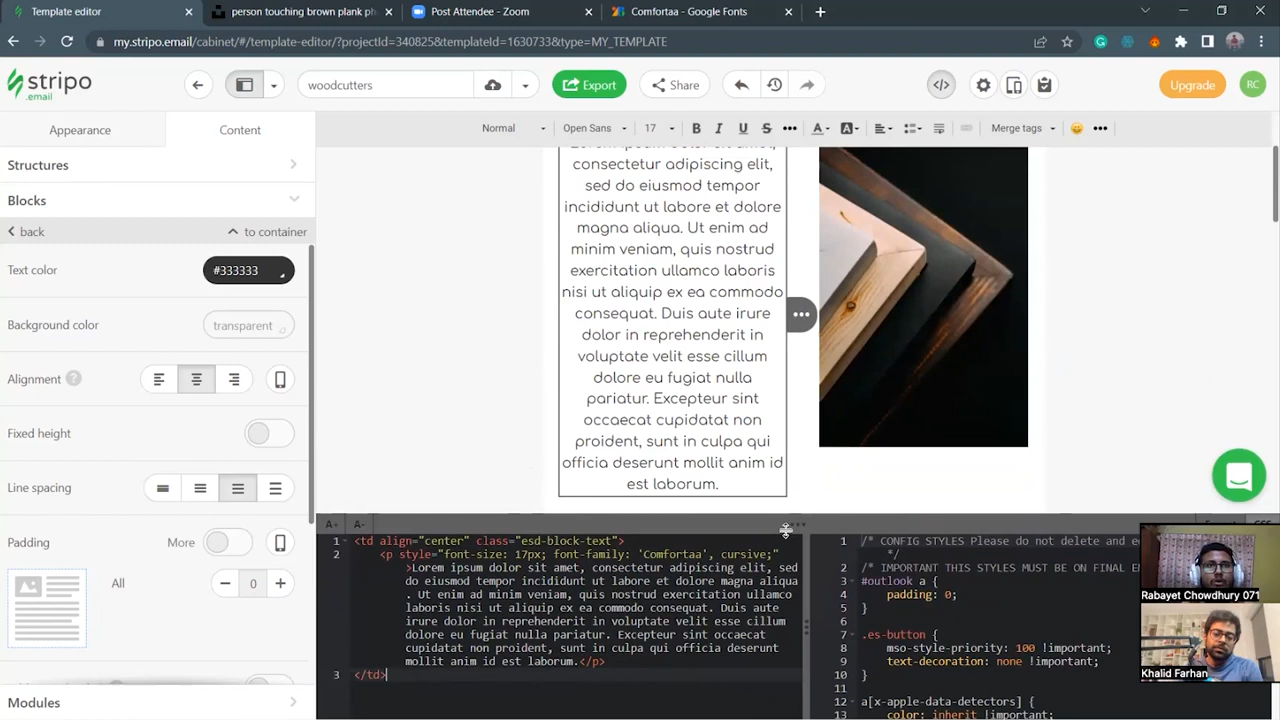 Template editor
person touching brown plank ph
Post Attendee - Zoom
Comfortaa - Google Fonts
my.stripo.email/cabinet/#/template-editor/?projectId=340825&templateId=1630733&type=MY_TEMPLATE
stripo
.email
woodcutters
Export
Share
Upgrade
RC
Appearance
Content
Normal
Open Sans
17
B
I
U
S
A
A
Merge tags
Structures
Blocks
back
to container
Text color
#333333
Background color
transparent
Alignment
?
Fixed height
Line spacing
Padding
More
All
0
Modules
consectetur adipiscing elit,
sed do eiusmod tempor
incididunt ut labore et dolore
magna aliqua. Ut enim ad
minim veniam, quis nostrud
exercitation ullamco laboris
nisi ut aliquip ex ea commodo
consequat. Duis aute irure
dolor in reprehenderit in
voluptate velit esse cillum
dolore eu fugiat nulla
pariatur. Excepteur sint
occaecat cupidatat non
proident, sunt in culpa qui
officia deserunt mollit anim id
est laborum.
A+
A-
1 <td align="center" class="esd-block-text">
2 <p style="font-size: 17px; font-family: 'Comfortaa', cursive;"
>Lorem ipsum dolor sit amet, consectetur adipiscing elit, sed
do eiusmod tempor incididunt ut labore et dolore magna aliqua
. Ut enim ad minim veniam, quis nostrud exercitation ullamco
laboris nisi ut aliquip ex ea commodo consequat. Duis aute
irure dolor in reprehenderit in voluptate velit esse cillum
dolore eu fugiat nulla pariatur. Excepteur sint occaecat
cupidatat non proident, sunt in culpa qui officia deserunt
mollit anim id est laborum.</p>
3 </td>
1 /* CONFIG STYLES Please do not delete and e
*/
2 /* IMPORTANT THIS STYLES MUST BE ON FINAL E
3 #outlook a {
4 padding: 0;
5 }
6
7 .es-button {
8 mso-style-priority: 100 !important;
9 text-decoration: none !important;
10 }
11
12 a[x-apple-data-detectors] {
13 color: inherit !important;
Rabayet Chowdhury 071
Khalid Farhan